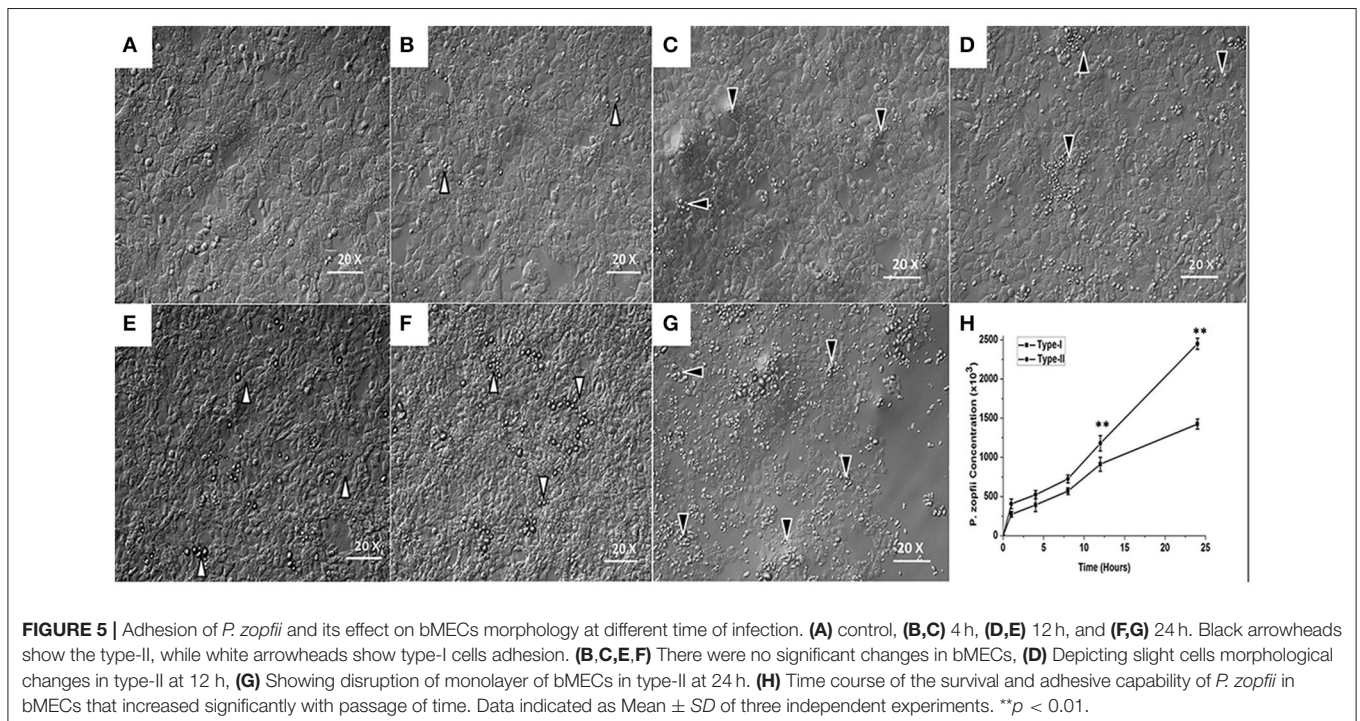 A
B
C
D
20 X
20 X
20 X
20 X
E
F
G
H
20 X
20 X
20 X
Type-I
Type-II
**
**
2500
2000
1500
1000
500
0
0 5 10 15 20 25
P. zopfii Concentration (×10³)
Time (Hours)
FIGURE 5 | Adhesion of P. zopfii and its effect on bMECs morphology at different time of infection. (A) control, (B,C) 4 h, (D,E) 12 h, and (F,G) 24 h. Black arrowheads
show the type-II, while white arrowheads show type-I cells adhesion. (B,C,E,F) There were no significant changes in bMECs, (D) Depicting slight cells morphological
changes in type-II at 12 h, (G) Showing disruption of monolayer of bMECs in type-II at 24 h. (H) Time course of the survival and adhesive capability of P. zopfii in
bMECs that increased significantly with passage of time. Data indicated as Mean ± SD of three independent experiments. **p < 0.01.